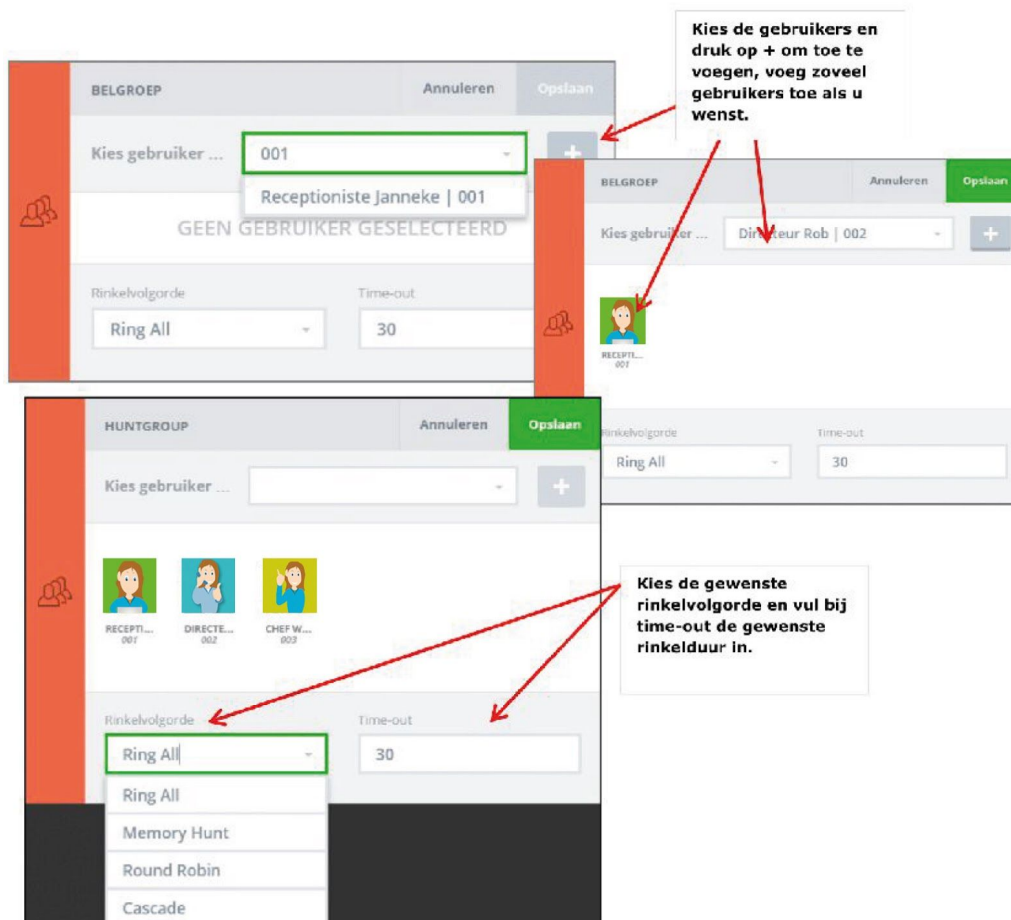 Kies de gebruikers en
druk op + om toe te
voegen, voeg zoveel
gebruikers toe als u
wenst.
BELGROEP Annuleren Opslaan
Kies gebruiker ... 001 +
Receptioniste Janneke | 001
GEEN GEBRUIKER GESELECTEERD
Rinkelvolgorde Time-out
Ring All 30
BELGROEP Annuleren Opslaan
Kies gebruiker ... Directeur Rob | 002 +
RECEPTI...
001
Rinkelvolgorde Time-out
Ring All 30
HUNTGROUP Annuleren Opslaan
Kies gebruiker ... +
RECEPTI... DIRECTE... CHEF W...
001 002 003
Rinkelvolgorde Time-out
Ring All 30
Ring All
Memory Hunt
Round Robin
Cascade
Kies de gewenste
rinkelvolgorde en vul bij
time-out de gewenste
rinkelduur in.